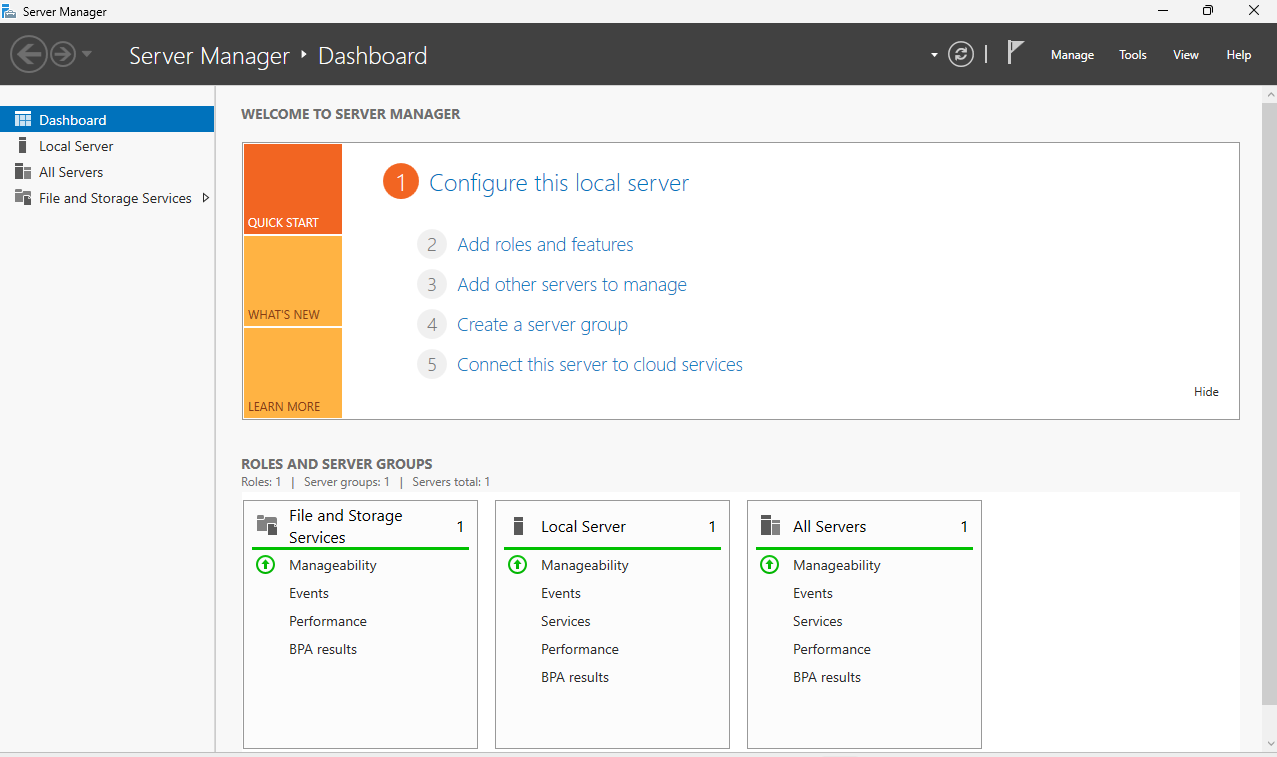 Server Manager
Server Manager ‣ Dashboard
Manage Tools View Help
Dashboard
Local Server
All Servers
File and Storage Services
WELCOME TO SERVER MANAGER
QUICK START
WHAT'S NEW
LEARN MORE
1 Configure this local server
2 Add roles and features
3 Add other servers to manage
4 Create a server group
5 Connect this server to cloud services
Hide
ROLES AND SERVER GROUPS
Roles: 1 | Server groups: 1 | Servers total: 1
File and Storage
Services 1
Manageability
Events
Performance
BPA results
Local Server 1
Manageability
Events
Services
Performance
BPA results
All Servers 1
Manageability
Events
Services
Performance
BPA results